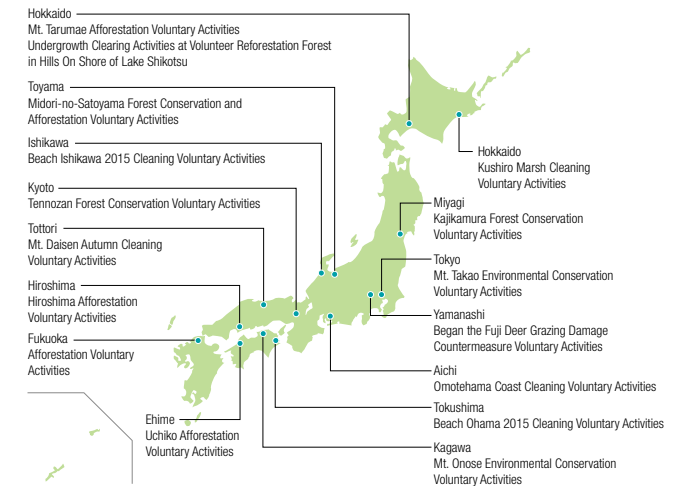 Hokkaido
Mt. Tarumae Afforestation Voluntary Activities
Undergrowth Clearing Activities at Volunteer Reforestation Forest
in Hills On Shore of Lake Shikotsu
Toyama
Midori-no-Satoyama Forest Conservation and
Afforestation Voluntary Activities
Ishikawa
Beach Ishikawa 2015 Cleaning Voluntary Activities
Kyoto
Tennozan Forest Conservation Voluntary Activities
Tottori
Mt. Daisen Autumn Cleaning
Voluntary Activities
Hiroshima
Hiroshima Afforestation
Voluntary Activities
Fukuoka
Afforestation Voluntary
Activities
Ehime
Uchiko Afforestation
Voluntary Activities
Hokkaido
Kushiro Marsh Cleaning
Voluntary Activities
Miyagi
Kajikamura Forest Conservation
Voluntary Activities
Tokyo
Mt. Takao Environmental Conservation
Voluntary Activities
Yamanashi
Began the Fuji Deer Grazing Damage
Countermeasure Voluntary Activities
Aichi
Omotehama Coast Cleaning Voluntary Activities
Tokushima
Beach Ohama 2015 Cleaning Voluntary Activities
Kagawa
Mt. Onose Environmental Conservation
Voluntary Activities